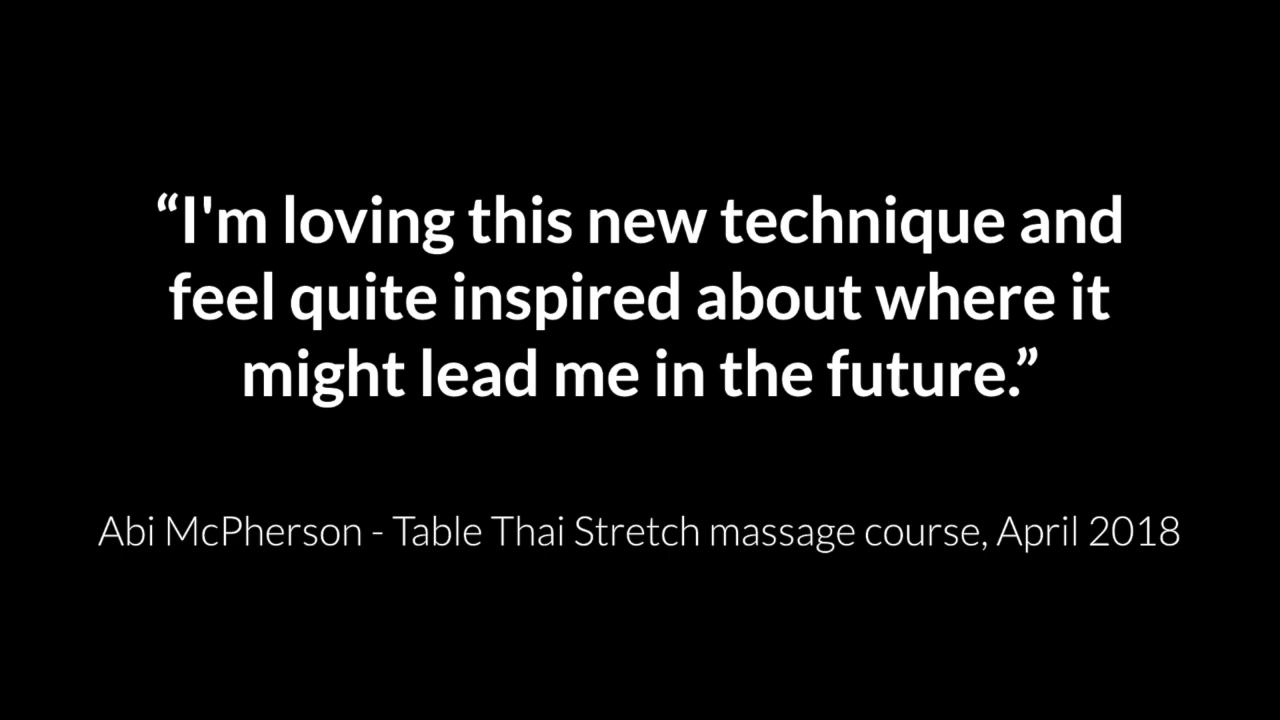 “I'm loving this new technique and
feel quite inspired about where it
might lead me in the future.”
Abi McPherson - Table Thai Stretch massage course, April 2018